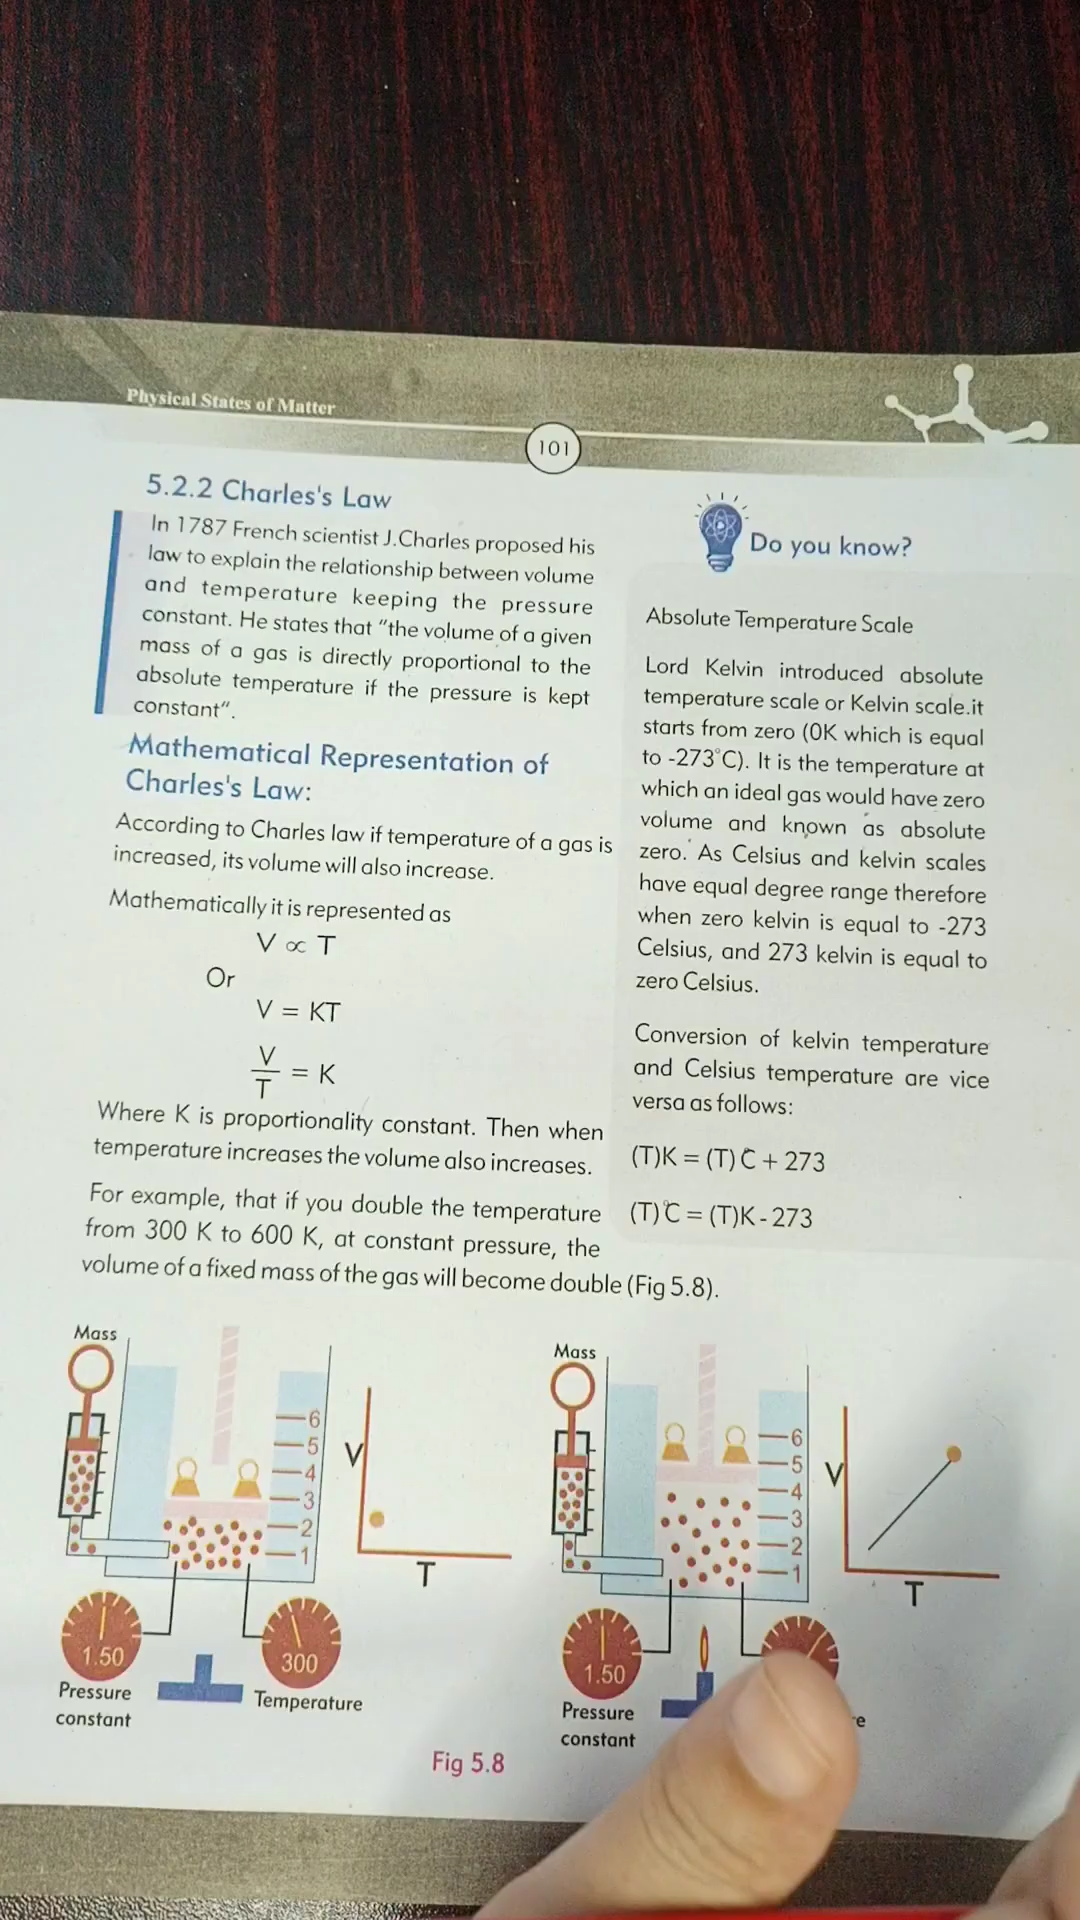 Physical States of Matter
101
5.2.2 Charles's Law
In 1787 French scientist J.Charles proposed his
law to explain the relationship between volume
and temperature keeping the pressure
constant. He states that "the volume of a given
mass of a gas is directly proportional to the
absolute temperature if the pressure is kept
constant".
Mathematical Representation of
Charles's Law:
According to Charles law if temperature of a gas is
increased, its volume will also increase.
Mathematically it is represented as
V ∝ T
Or
V = KT
V/T = K
Where K is proportionality constant. Then when
temperature increases the volume also increases.
For example, that if you double the temperature
from 300 K to 600 K, at constant pressure, the
volume of a fixed mass of the gas will become double (Fig 5.8).
Do you know?
Absolute Temperature Scale
Lord Kelvin introduced absolute
temperature scale or Kelvin scale.it
starts from zero (0K which is equal
to -273°C). It is the temperature at
which an ideal gas would have zero
volume and known as absolute
zero. As Celsius and kelvin scales
have equal degree range therefore
when zero kelvin is equal to -273
Celsius, and 273 kelvin is equal to
zero Celsius.
Conversion of kelvin temperature
and Celsius temperature are vice
versa as follows:
(T)K = (T)°C + 273
(T)°C = (T)K - 273
Mass
6
5
4
3
2
1
V
T
1.50
300
Pressure
constant
Temperature
Mass
6
5
4
3
2
1
V
T
1.50
Pressure
constant
Fig 5.8